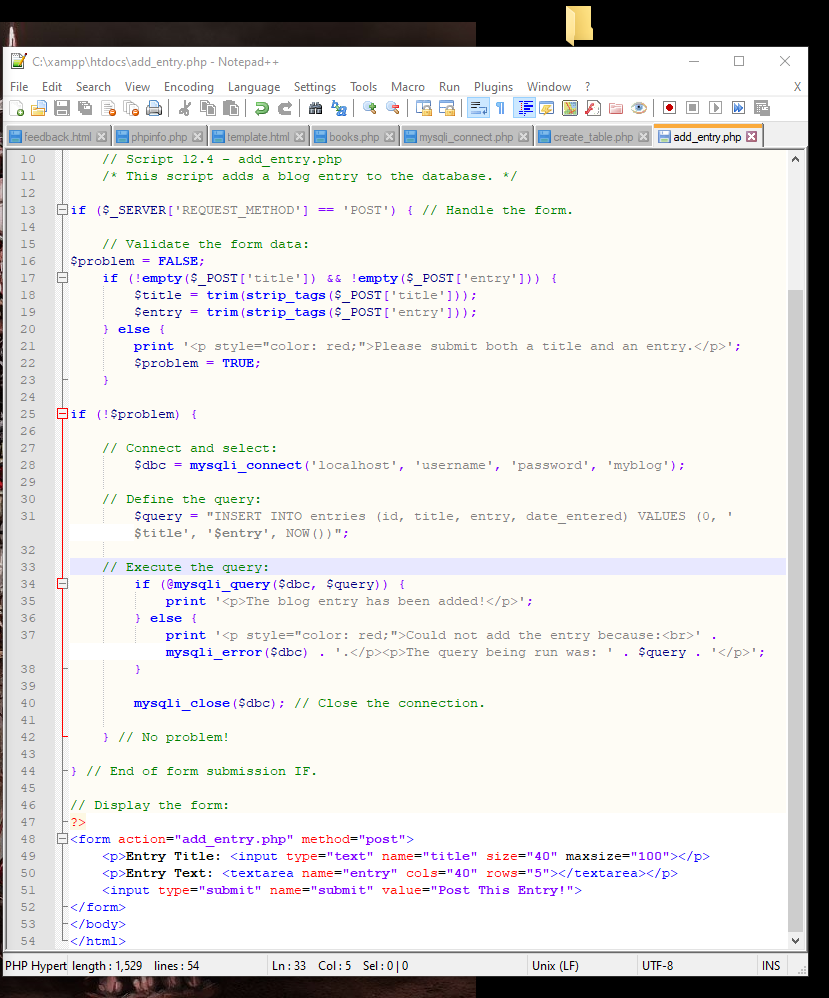 C:\xampp\htdocs\add_entry.php - Notepad++
File Edit Search View Encoding Language Settings Tools Macro Run Plugins Window ? X
feedback.html phpinfo.php template.html books.php mysqli_connect.php create_table.php add_entry.php
10 // Script 12.4 - add_entry.php
11 /* This script adds a blog entry to the database. */
12
13 if ($_SERVER['REQUEST_METHOD'] == 'POST') { // Handle the form.
14
15 // Validate the form data:
16 $problem = FALSE;
17 if (!empty($_POST['title']) && !empty($_POST['entry'])) {
18 $title = trim(strip_tags($_POST['title']));
19 $entry = trim(strip_tags($_POST['entry']));
20 } else {
21 print '<p style="color: red;">Please submit both a title and an entry.</p>';
22 $problem = TRUE;
23 }
24
25 if (!$problem) {
26
27 // Connect and select:
28 $dbc = mysqli_connect('localhost', 'username', 'password', 'myblog');
29
30 // Define the query:
31 $query = "INSERT INTO entries (id, title, entry, date_entered) VALUES (0, '
$title', '$entry', NOW())";
32
33 // Execute the query:
34 if (@mysqli_query($dbc, $query)) {
35 print '<p>The blog entry has been added!</p>';
36 } else {
37 print '<p style="color: red;">Could not add the entry because:<br>' .
mysqli_error($dbc) . '.</p><p>The query being run was: ' . $query . '</p>';
38 }
39
40 mysqli_close($dbc); // Close the connection.
41
42 } // No problem!
43
44 } // End of form submission IF.
45
46 // Display the form:
47 ?>
48 <form action="add_entry.php" method="post">
49 <p>Entry Title: <input type="text" name="title" size="40" maxsize="100"></p>
50 <p>Entry Text: <textarea name="entry" cols="40" rows="5"></textarea></p>
51 <input type="submit" name="submit" value="Post This Entry!">
52 </form>
53 </body>
54 </html>
PHP Hypert length : 1,529 lines : 54 Ln : 33 Col : 5 Sel : 0 | 0 Unix (LF) UTF-8 INS